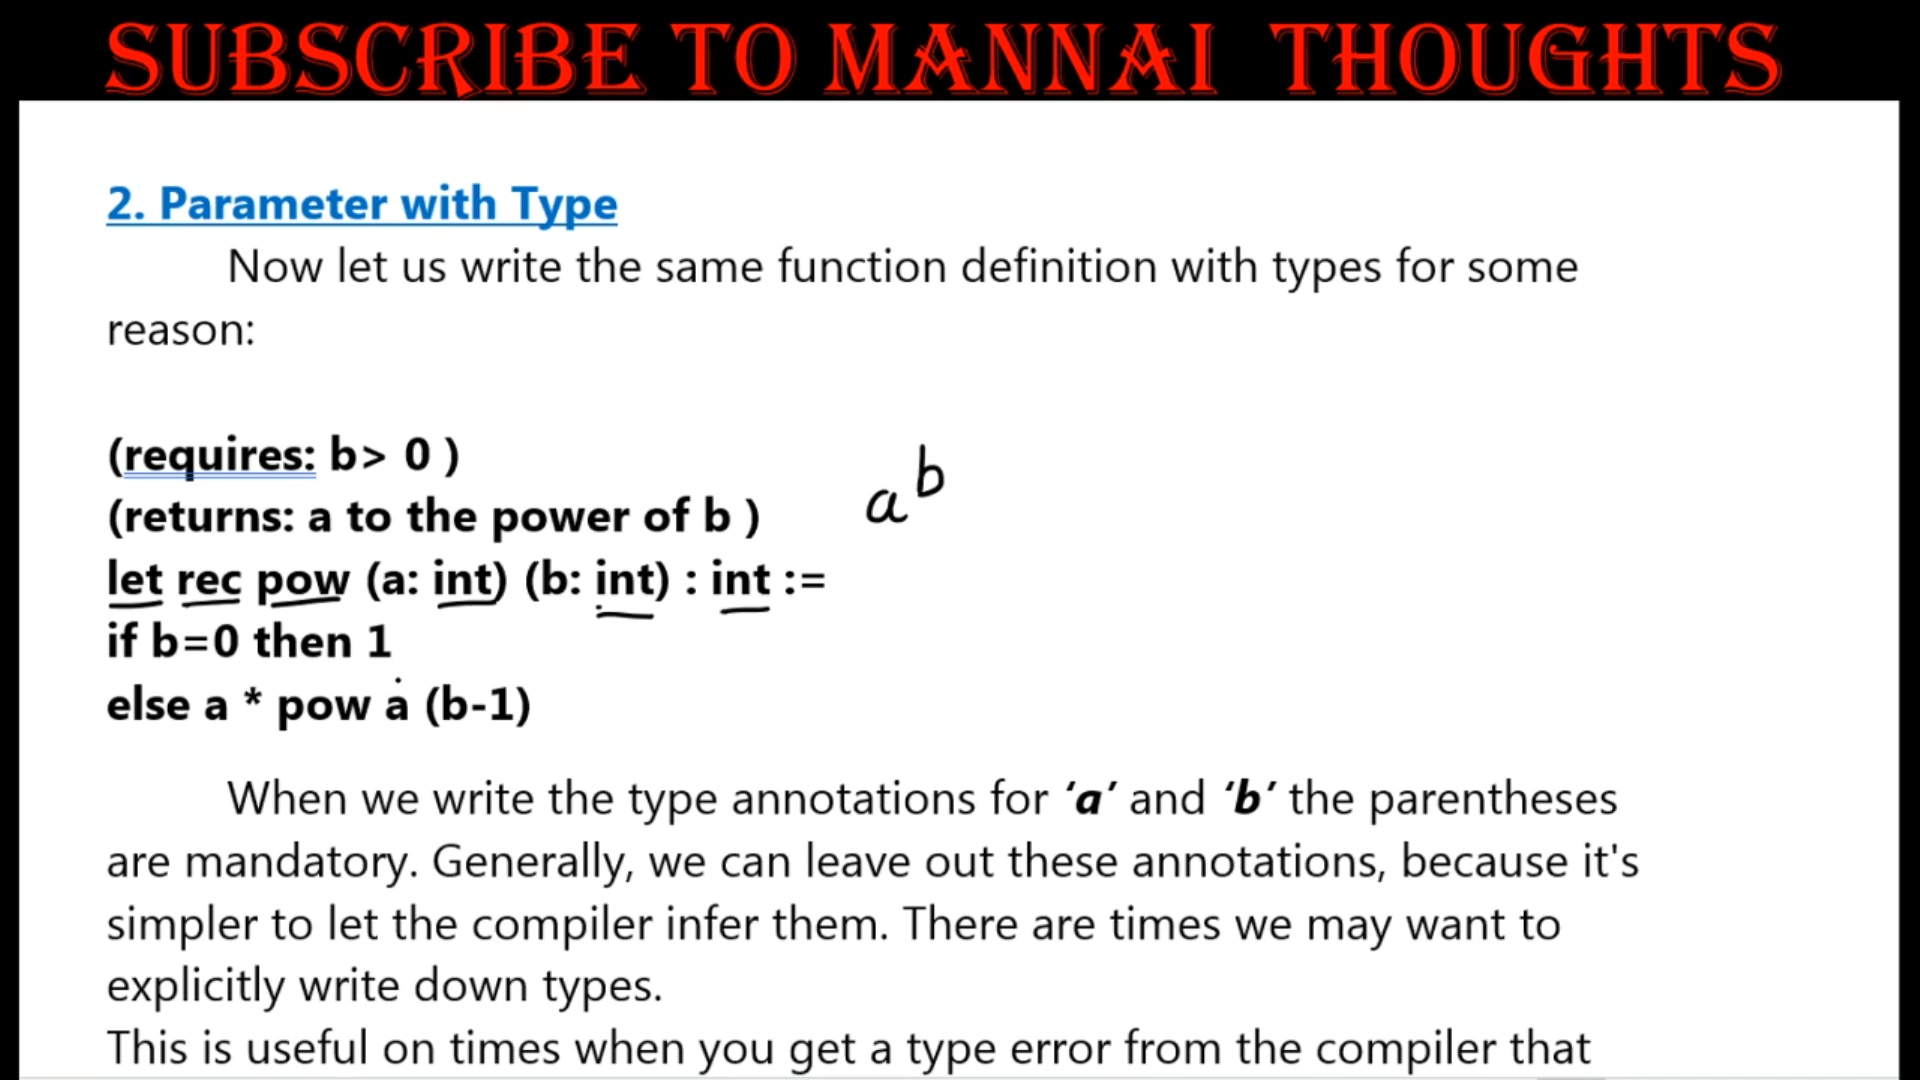 SUBSCRIBE TO MANNAI THOUGHTS
2. Parameter with Type
Now let us write the same function definition with types for some
reason:
(requires: b> 0 )
(returns: a to the power of b )
a b
let rec pow (a: int) (b: int) : int :=
if b=0 then 1
else a * pow a (b-1)
When we write the type annotations for ‘a’ and ‘b’ the parentheses
are mandatory. Generally, we can leave out these annotations, because it's
simpler to let the compiler infer them. There are times we may want to
explicitly write down types.
This is useful on times when you get a type error from the compiler that